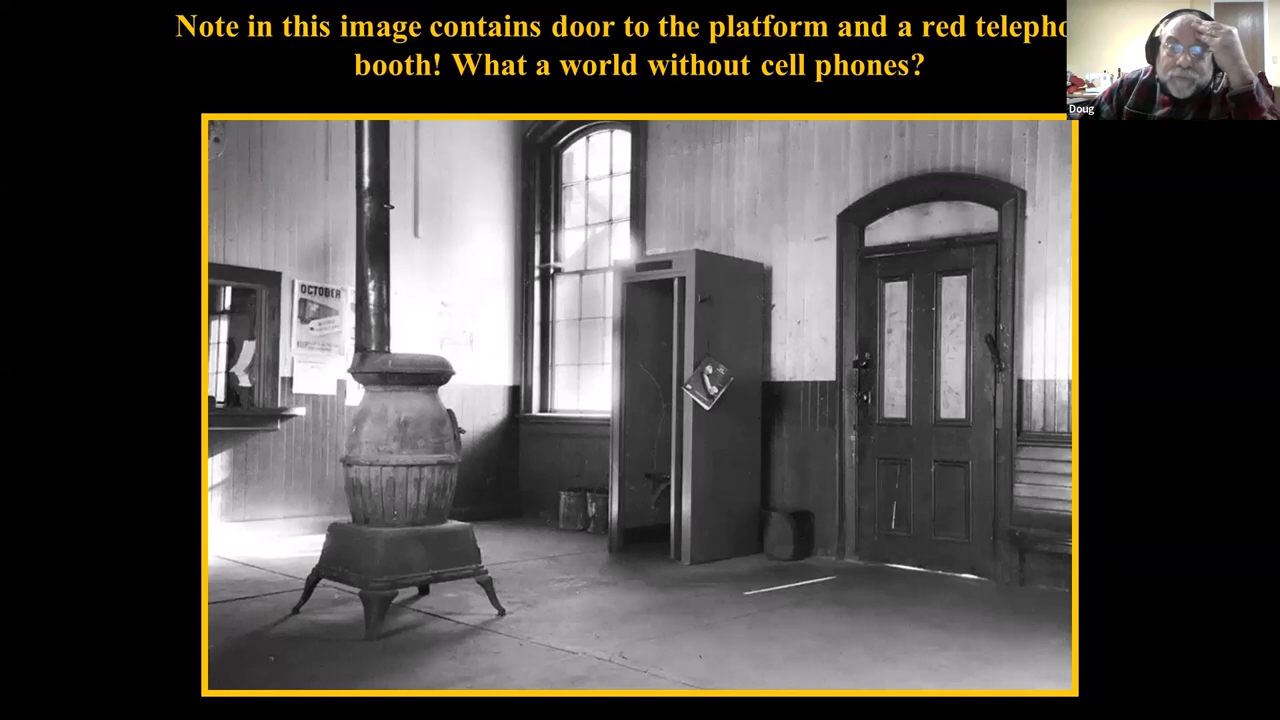 Note in this image contains door to the platform and a red telepho
booth! What a world without cell phones?
Doug
OCTOBER